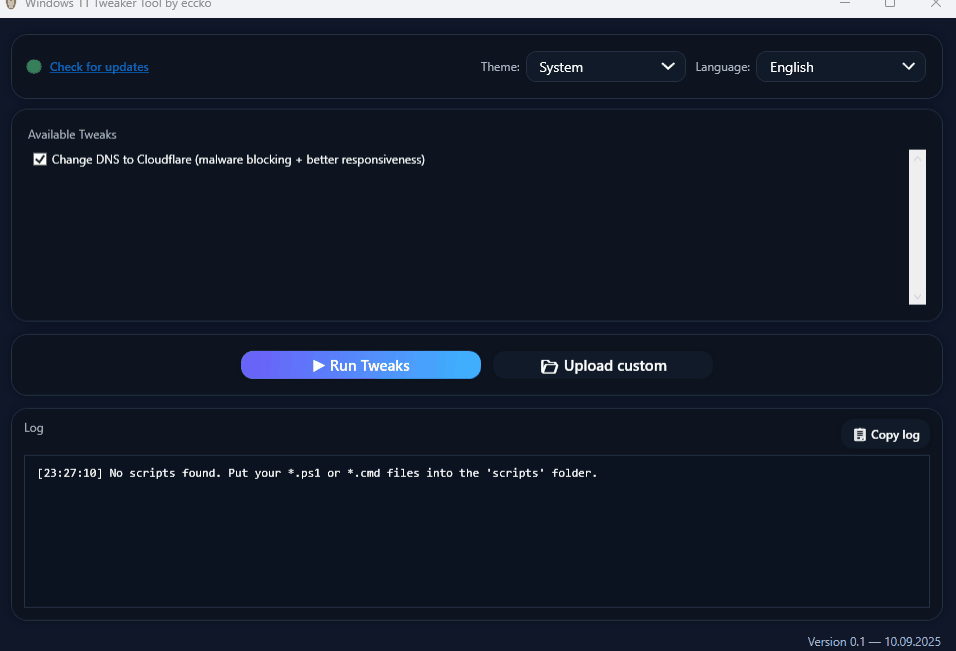 Windows 11 Tweaker Tool by eccko
Check for updates
Theme: System
Language: English
Available Tweaks
Change DNS to Cloudflare (malware blocking + better responsiveness)
Run Tweaks
Upload custom
Log
Copy log
[23:27:10] No scripts found. Put your *.ps1 or *.cmd files into the 'scripts' folder.
Version 0.1 — 10.09.2025